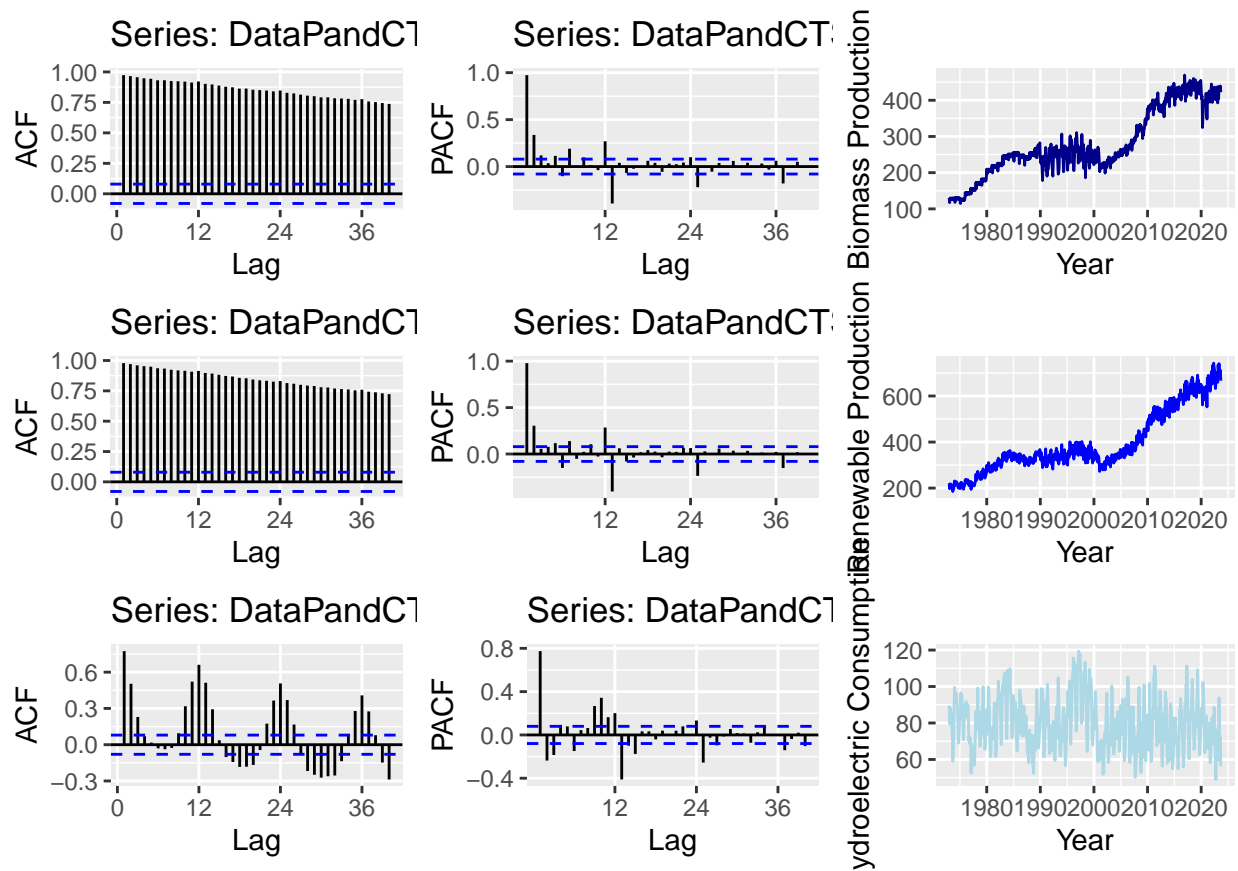 Series: DataPandCT
1.00
0.75
0.50
0.25
0.00
ACF
0 12 24 36
Lag
Series: DataPandCTS
1.0
0.5
0.0
PACF
12 24 36
Lag
Biomass Production
400
300
200
100
1980 1990 2000 2010 2020
Year
Series: DataPandCT
1.00
0.75
0.50
0.25
0.00
ACF
0 12 24 36
Lag
Series: DataPandCTS
1.0
0.5
0.0
PACF
12 24 36
Lag
Renewable Production
600
400
200
1980 1990 2000 2010 2020
Year
Series: DataPandCT
0.6
0.3
0.0
−0.3
ACF
0 12 24 36
Lag
Series: DataPandCT
0.8
0.4
0.0
−0.4
PACF
12 24 36
Lag
ydroelectric Consumption
120
100
80
60
1980 1990 2000 2010 2020
Year